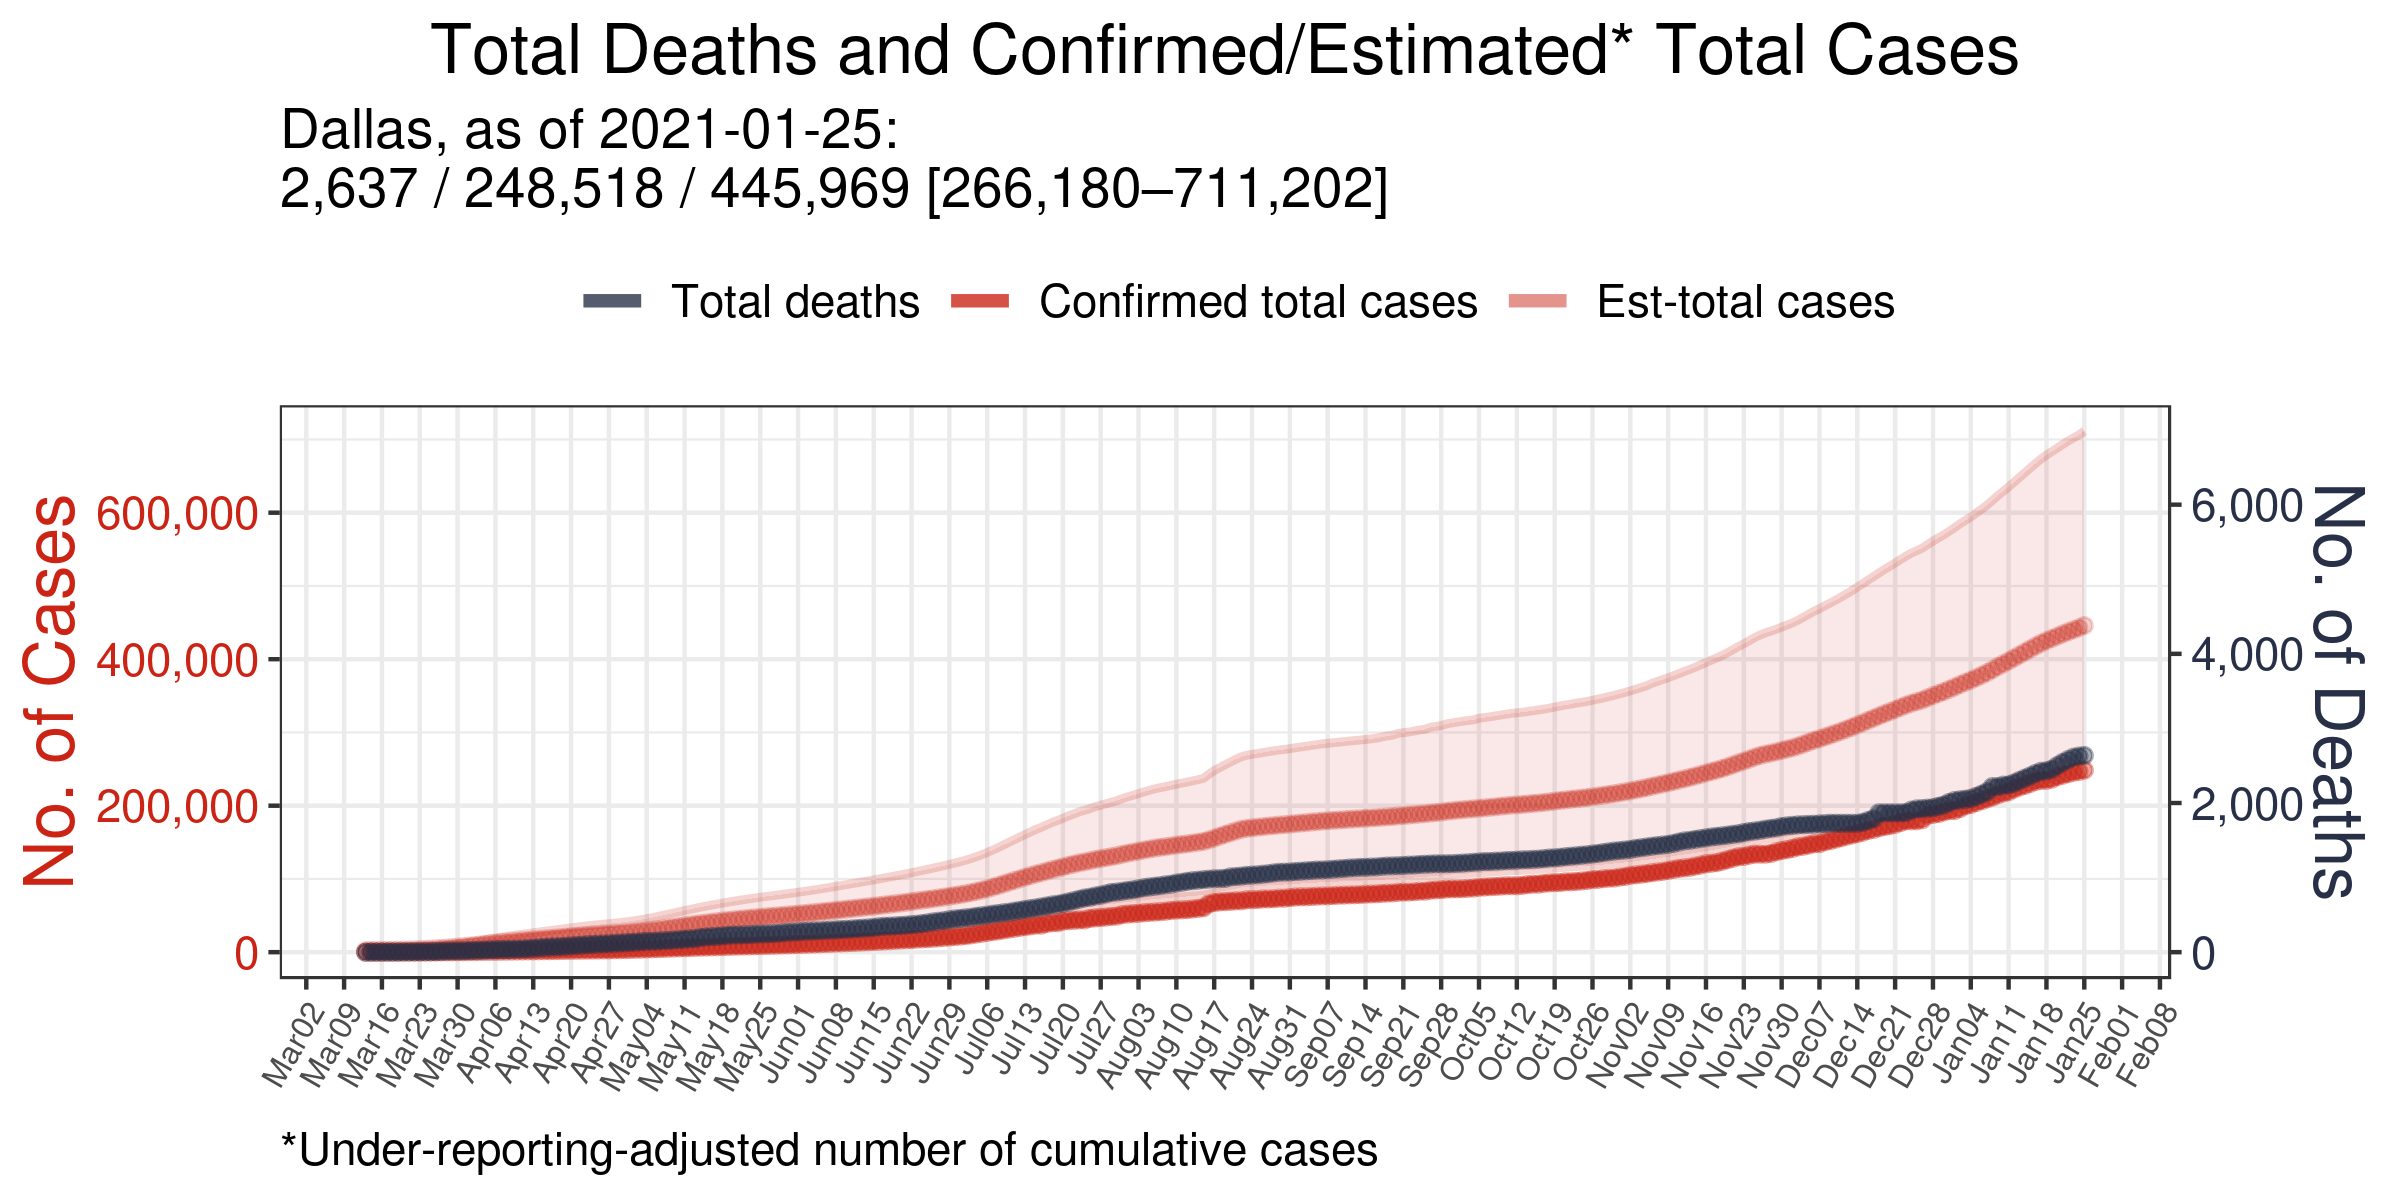 Total Deaths and Confirmed/Estimated* Total Cases
Dallas, as of 2021-01-25:
2,637 / 248,518 / 445,969 [266,180–711,202]
Total deaths
Confirmed total cases
Est-total cases
No. of Cases
600,000
400,000
200,000
0
6,000
4,000
2,000
0
No. of Deaths
Mar02
Mar09
Mar16
Mar23
Mar30
Apr06
Apr13
Apr20
Apr27
May04
May11
May18
May25
Jun01
Jun08
Jun15
Jun22
Jun29
Jul06
Jul13
Jul20
Jul27
Aug03
Aug10
Aug17
Aug24
Aug31
Sep07
Sep14
Sep21
Sep28
Oct05
Oct12
Oct19
Oct26
Nov02
Nov09
Nov16
Nov23
Nov30
Dec07
Dec14
Dec21
Dec28
Jan04
Jan11
Jan18
Jan25
Feb01
Feb08
*Under-reporting-adjusted number of cumulative cases